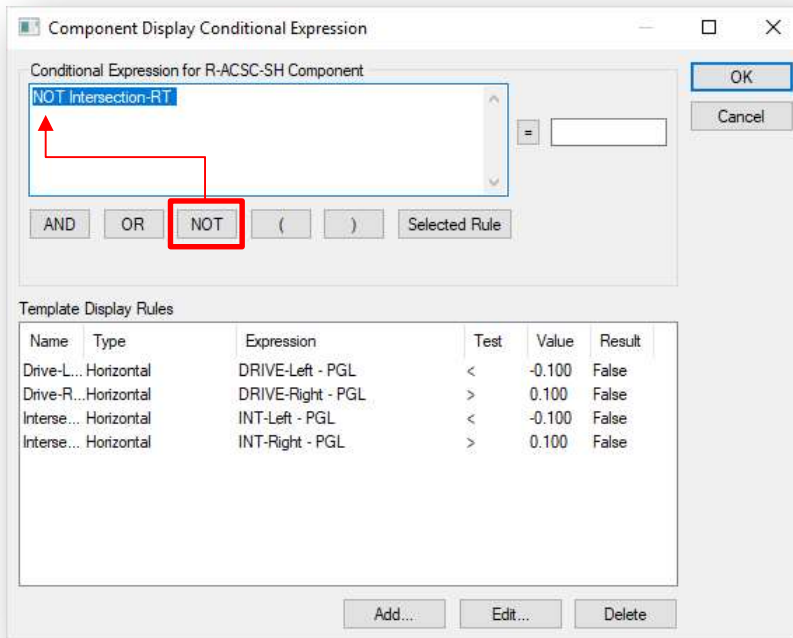 Component Display Conditional Expression
Conditional Expression for R-ACSC-SH Component
NOT Intersection-RT
=
OK
Cancel
AND OR NOT ( ) Selected Rule
Template Display Rules
Name Type Expression Test Value Result
Drive-L... Horizontal DRIVE-Left - PGL < -0.100 False
Drive-R... Horizontal DRIVE-Right - PGL > 0.100 False
Interse... Horizontal INT-Left - PGL < -0.100 False
Interse... Horizontal INT-Right - PGL > 0.100 False
Add... Edit... Delete